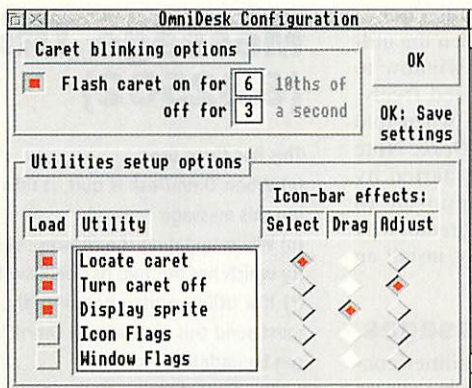 OmniDesk Configuration
Caret blinking options
Flash caret on for 6 10ths of
off for 3 a second
OK
OK: Save
settings
Utilities setup options:
Icon-bar effects:
Load Utility Select Drag Adjust
Locate caret
Turn caret off
Display sprite
Icon Flags
Window Flags